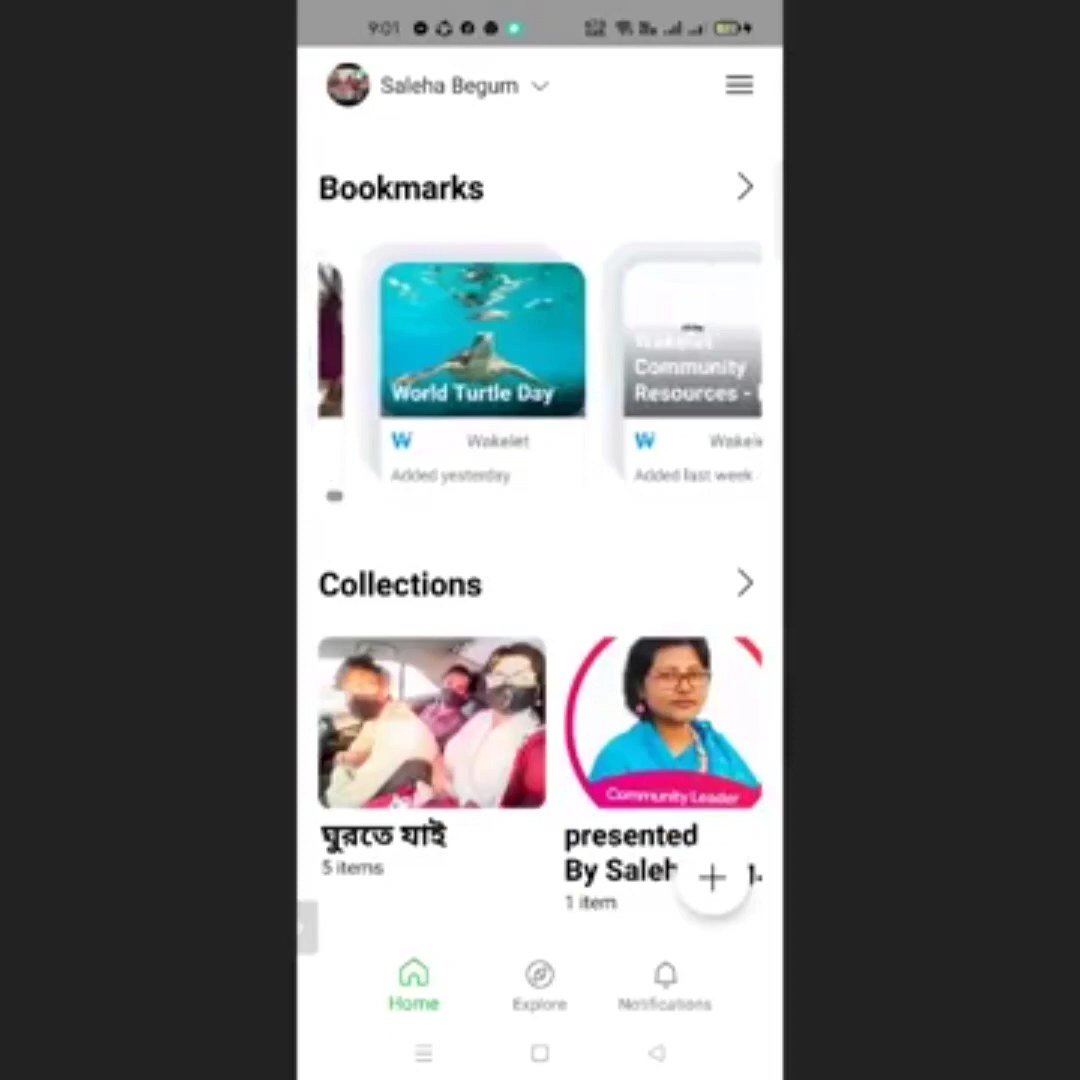 9:01
Saleha Begum
Bookmarks
World Turtle Day
W Wakelet
Added yesterday
Wakelet
Community
Resources -
W
Added last week
Collections
Community Leader
ঘুরতে যাই
5 items
presented
By Saleh
1 item
Home
Explore
Notifications